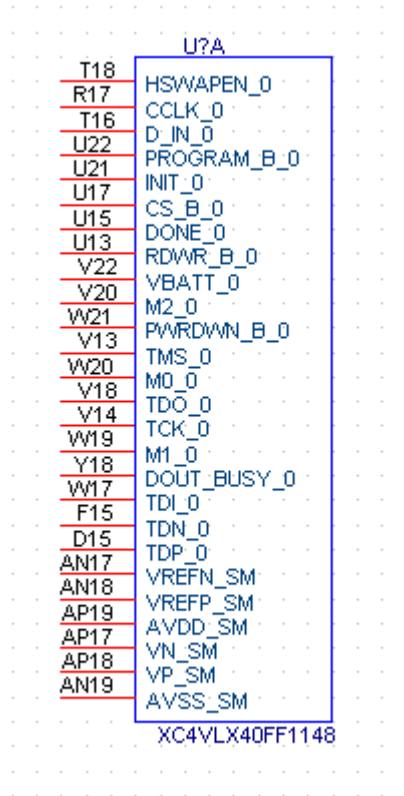 U?A
T18 HSWAPEN_0
R17 CCLK_0
T16 D_IN_0
U22 PROGRAM_B_0
U21 INIT_0
U17 CS_B_0
U15 DONE_0
U13 RDWR_B_0
V22 VBATT_0
V20 M2_0
W21 PWRDWN_B_0
V13 TMS_0
W20 M0_0
V18 TDO_0
V14 TCK_0
W19 M1_0
Y18 DOUT_BUSY_0
W17 TDI_0
F15 TDN_0
D15 TDP_0
AN17 VREFN_SM
AN18 VREFP_SM
AP19 AVDD_SM
AP17 VN_SM
AP18 VP_SM
AN19 AVSS_SM
XC4VLX40FF1148